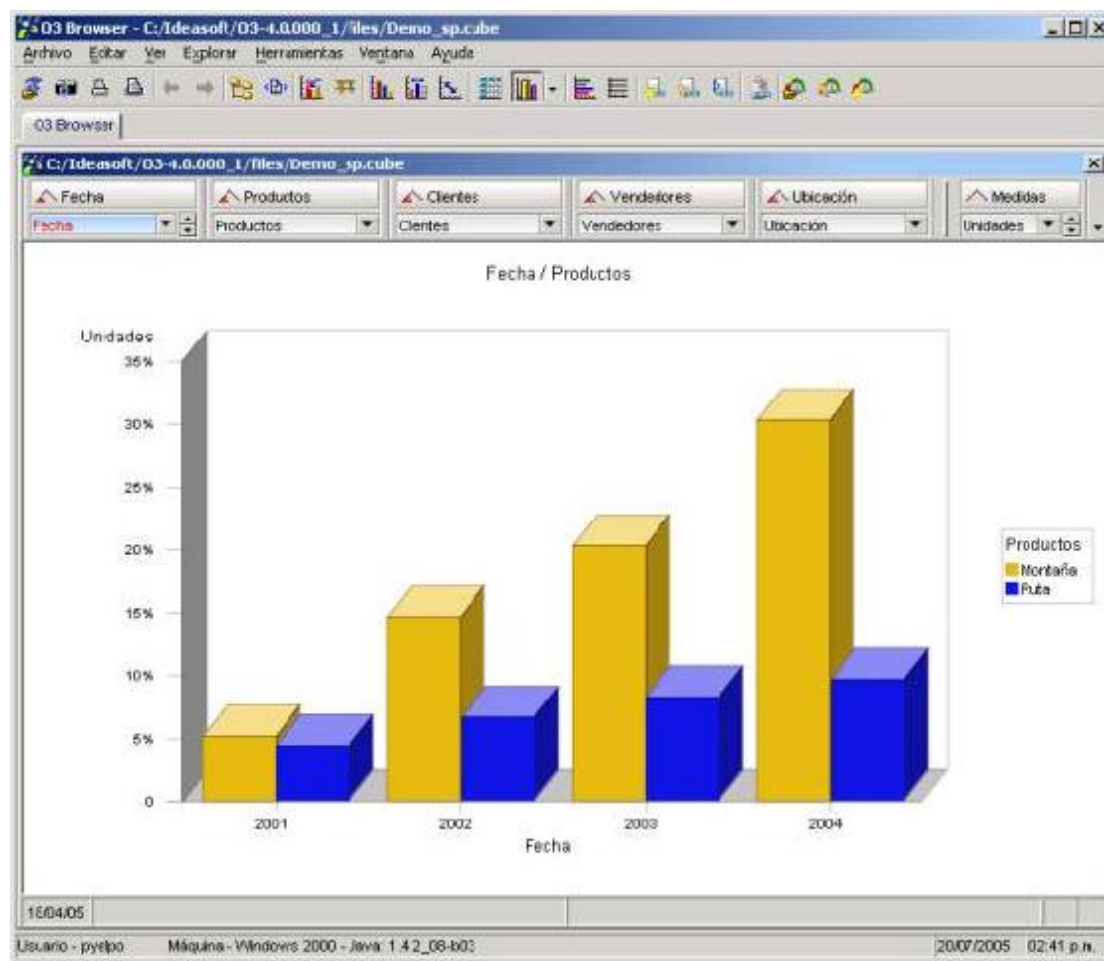 O3 Browser - C:/Ideasoft/O3-4.0.000_1/files/Demo_sp.cube
Archivo Editar Ver Explorar Herramientas Ventana Ayuda
O3 Browser
C:/Ideasoft/O3-4.0.000_1/files/Demo_sp.cube
Fecha Productos Clientes Vendedores Ubicación Medidas
Fecha Productos Clientes Vendedores Ubicación Unidades
Fecha / Productos
Unidades
35%
30%
25%
20%
15%
10%
5%
0
2001 2002 2003 2004
Fecha
Productos
Montaña
Ruta
18/04/05
Usuario - pyelpo Máquina - Windows 2000 - Java: 1.4.2_08-b03 20/07/2005 02:41 p.m.